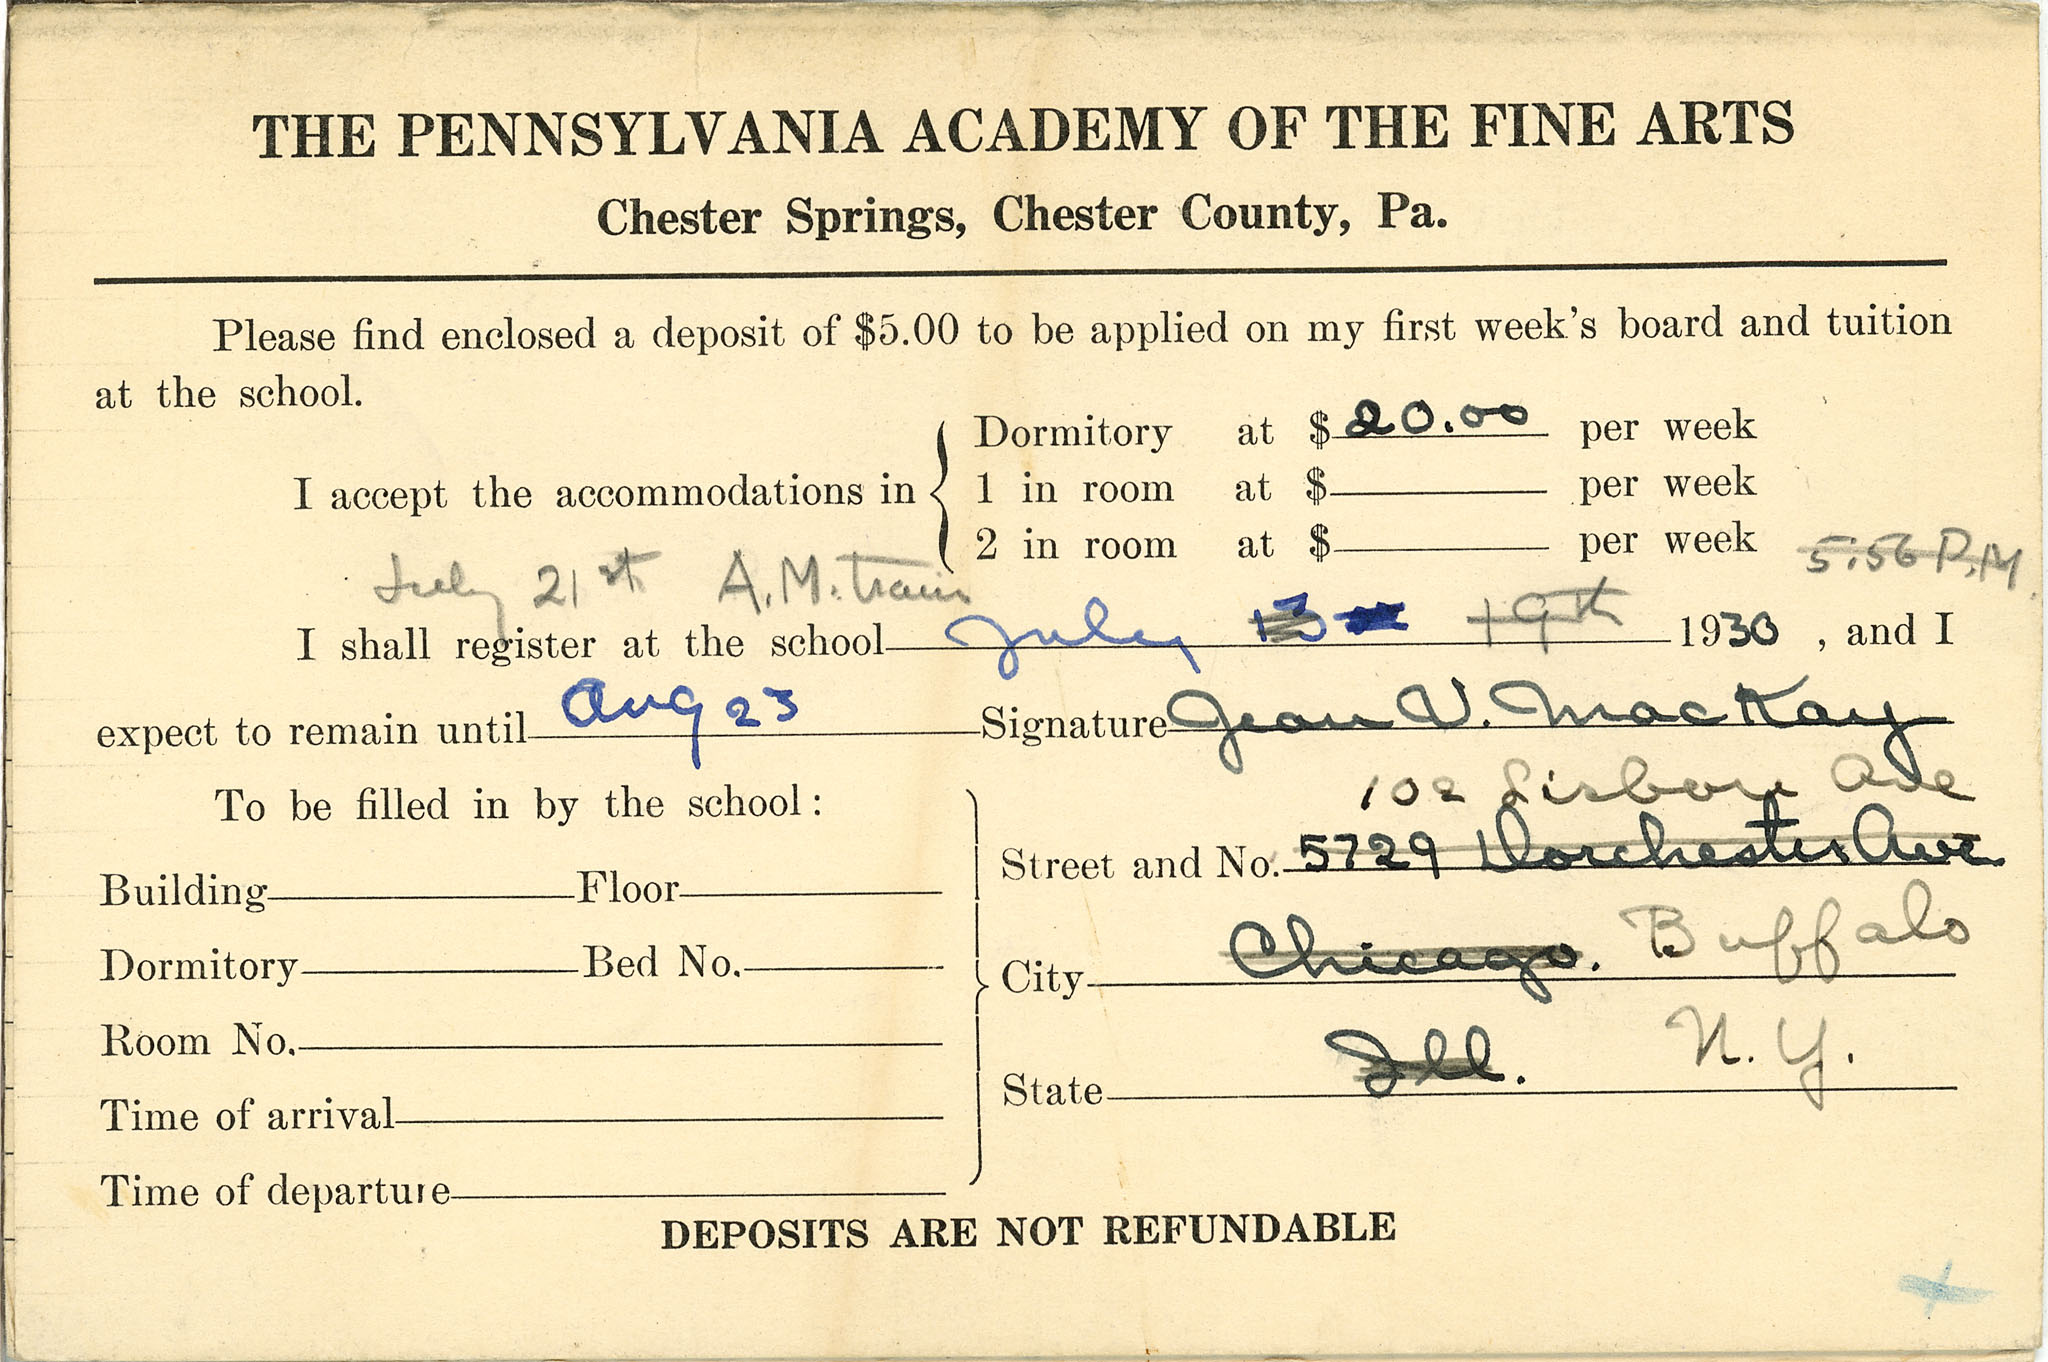 THE PENNSYLVANIA ACADEMY OF THE FINE ARTS
Chester Springs, Chester County, Pa.
Please find enclosed a deposit of $5.00 to be applied on my first week's board and tuition
at the school.
Dormitory at $ 20.00 per week
I accept the accommodations in 1 in room at $ per week
2 in room at $ per week 5:56 P.M.
July 21st A.M. train
I shall register at the school July 13 19th 1930, and I
expect to remain until Aug 23 Signature Jean V. MacKay
102 Lisbon Ave
To be filled in by the school:
Street and No. 5729 Dorchester Ave.
Building Floor
City Chicago. Buffalo
Dormitory Bed No.
Room No.
State Ill. N.Y.
Time of arrival
Time of departure
DEPOSITS ARE NOT REFUNDABLE